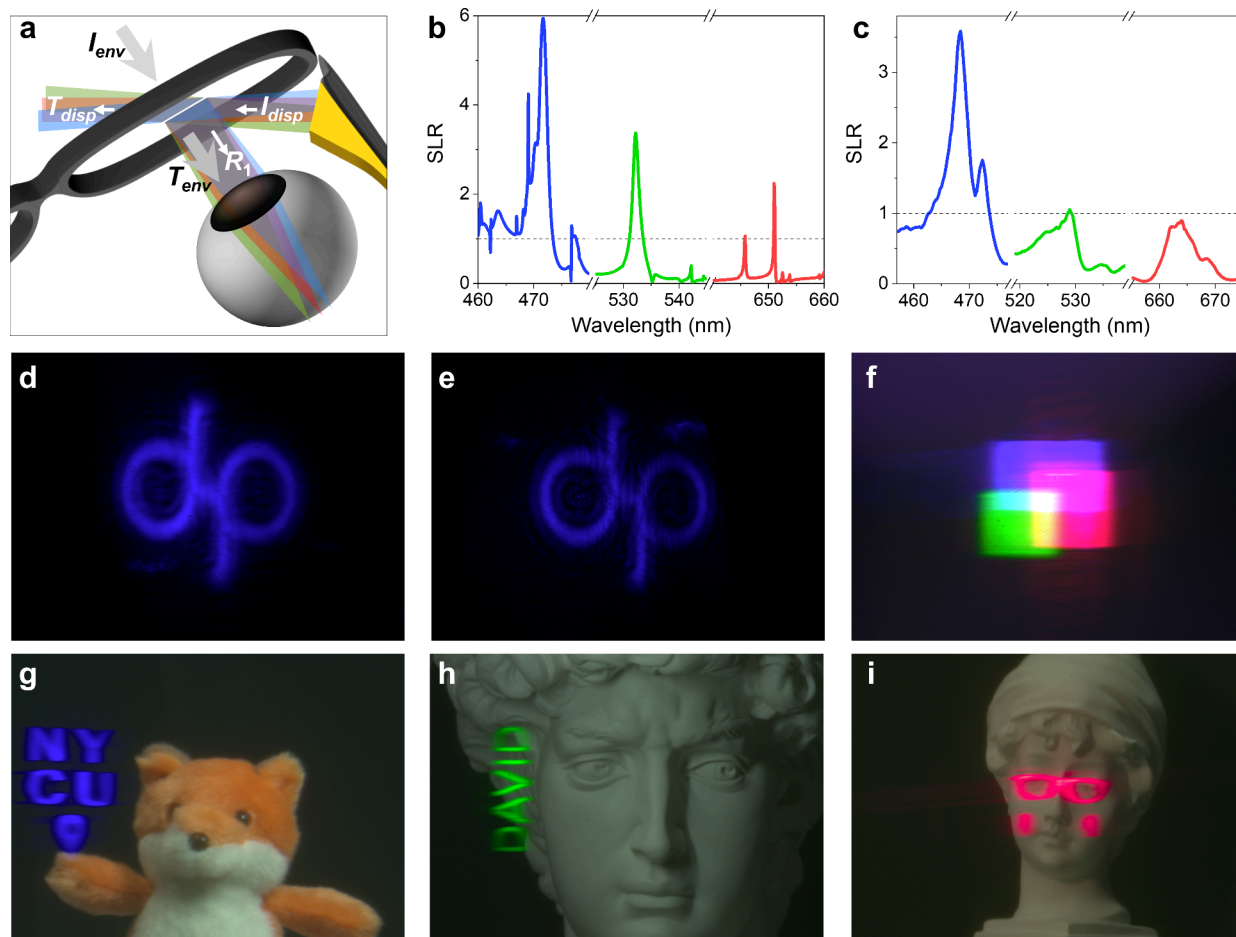 a
I_env
T_disp
I_disp
R_1
T_env
b
SLR
6
4
2
0
460
470
530
540
650
660
Wavelength (nm)
c
SLR
3
2
1
0
460
470
520
530
660
670
Wavelength (nm)
d
e
f
g
NY
CU
h
DAVID
i